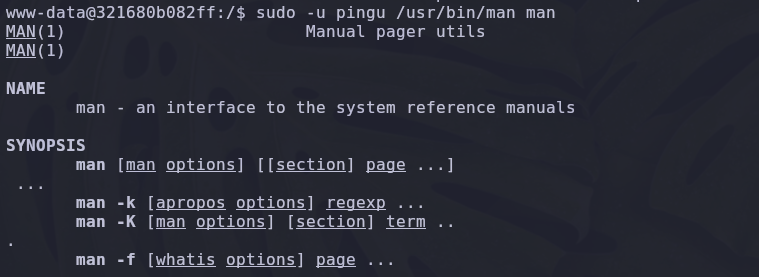 www-data@321680b082ff:/$ sudo -u pingu /usr/bin/man man
MAN(1) Manual pager utils
MAN(1)
NAME
man - an interface to the system reference manuals
SYNOPSIS
man [man options] [[section] page ...]
...
man -k [apropos options] regexp ...
man -K [man options] [section] term ..
.
man -f [whatis options] page ...